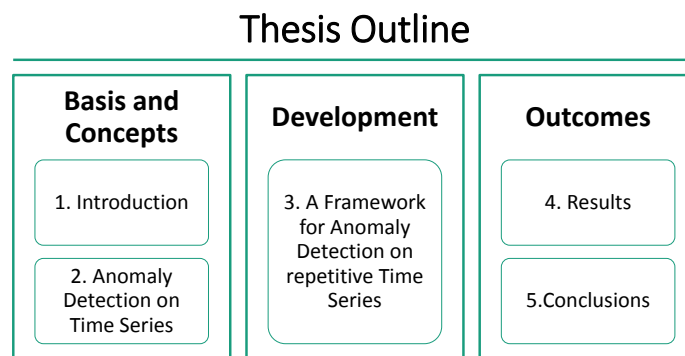 Thesis Outline
Basis and
Concepts
1. Introduction
2. Anomaly
Detection on
Time Series
Development
3. A Framework
for Anomaly
Detection on
repetitive Time
Series
Outcomes
4. Results
5.Conclusions